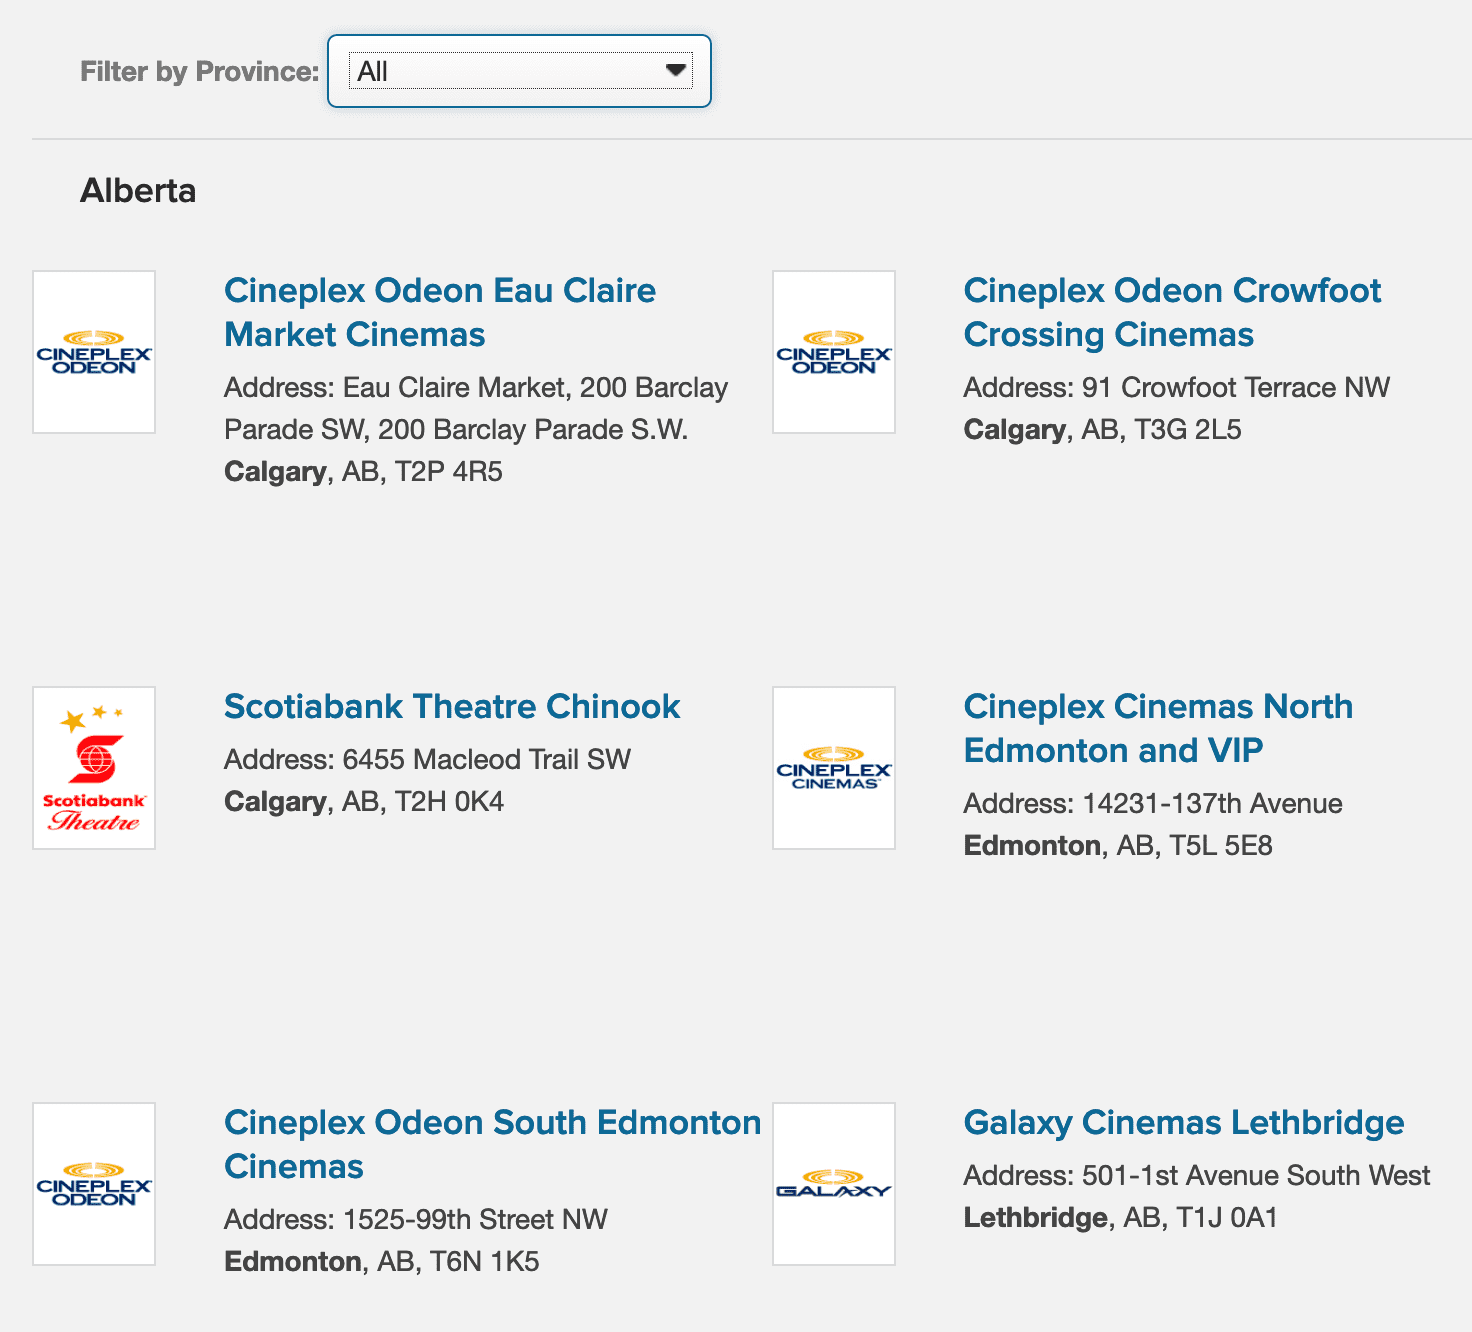 Filter by Province: All
Alberta
CINEPLEX
ODEON
Cineplex Odeon Eau Claire
Market Cinemas
Address: Eau Claire Market, 200 Barclay
Parade SW, 200 Barclay Parade S.W.
Calgary, AB, T2P 4R5
CINEPLEX
ODEON
Cineplex Odeon Crowfoot
Crossing Cinemas
Address: 91 Crowfoot Terrace NW
Calgary, AB, T3G 2L5
Scotiabank
Theatre
Scotiabank Theatre Chinook
Address: 6455 Macleod Trail SW
Calgary, AB, T2H 0K4
CINEPLEX
CINEMAS
Cineplex Cinemas North
Edmonton and VIP
Address: 14231-137th Avenue
Edmonton, AB, T5L 5E8
CINEPLEX
ODEON
Cineplex Odeon South Edmonton
Cinemas
Address: 1525-99th Street NW
Edmonton, AB, T6N 1K5
GALAXY
Galaxy Cinemas Lethbridge
Address: 501-1st Avenue South West
Lethbridge, AB, T1J 0A1